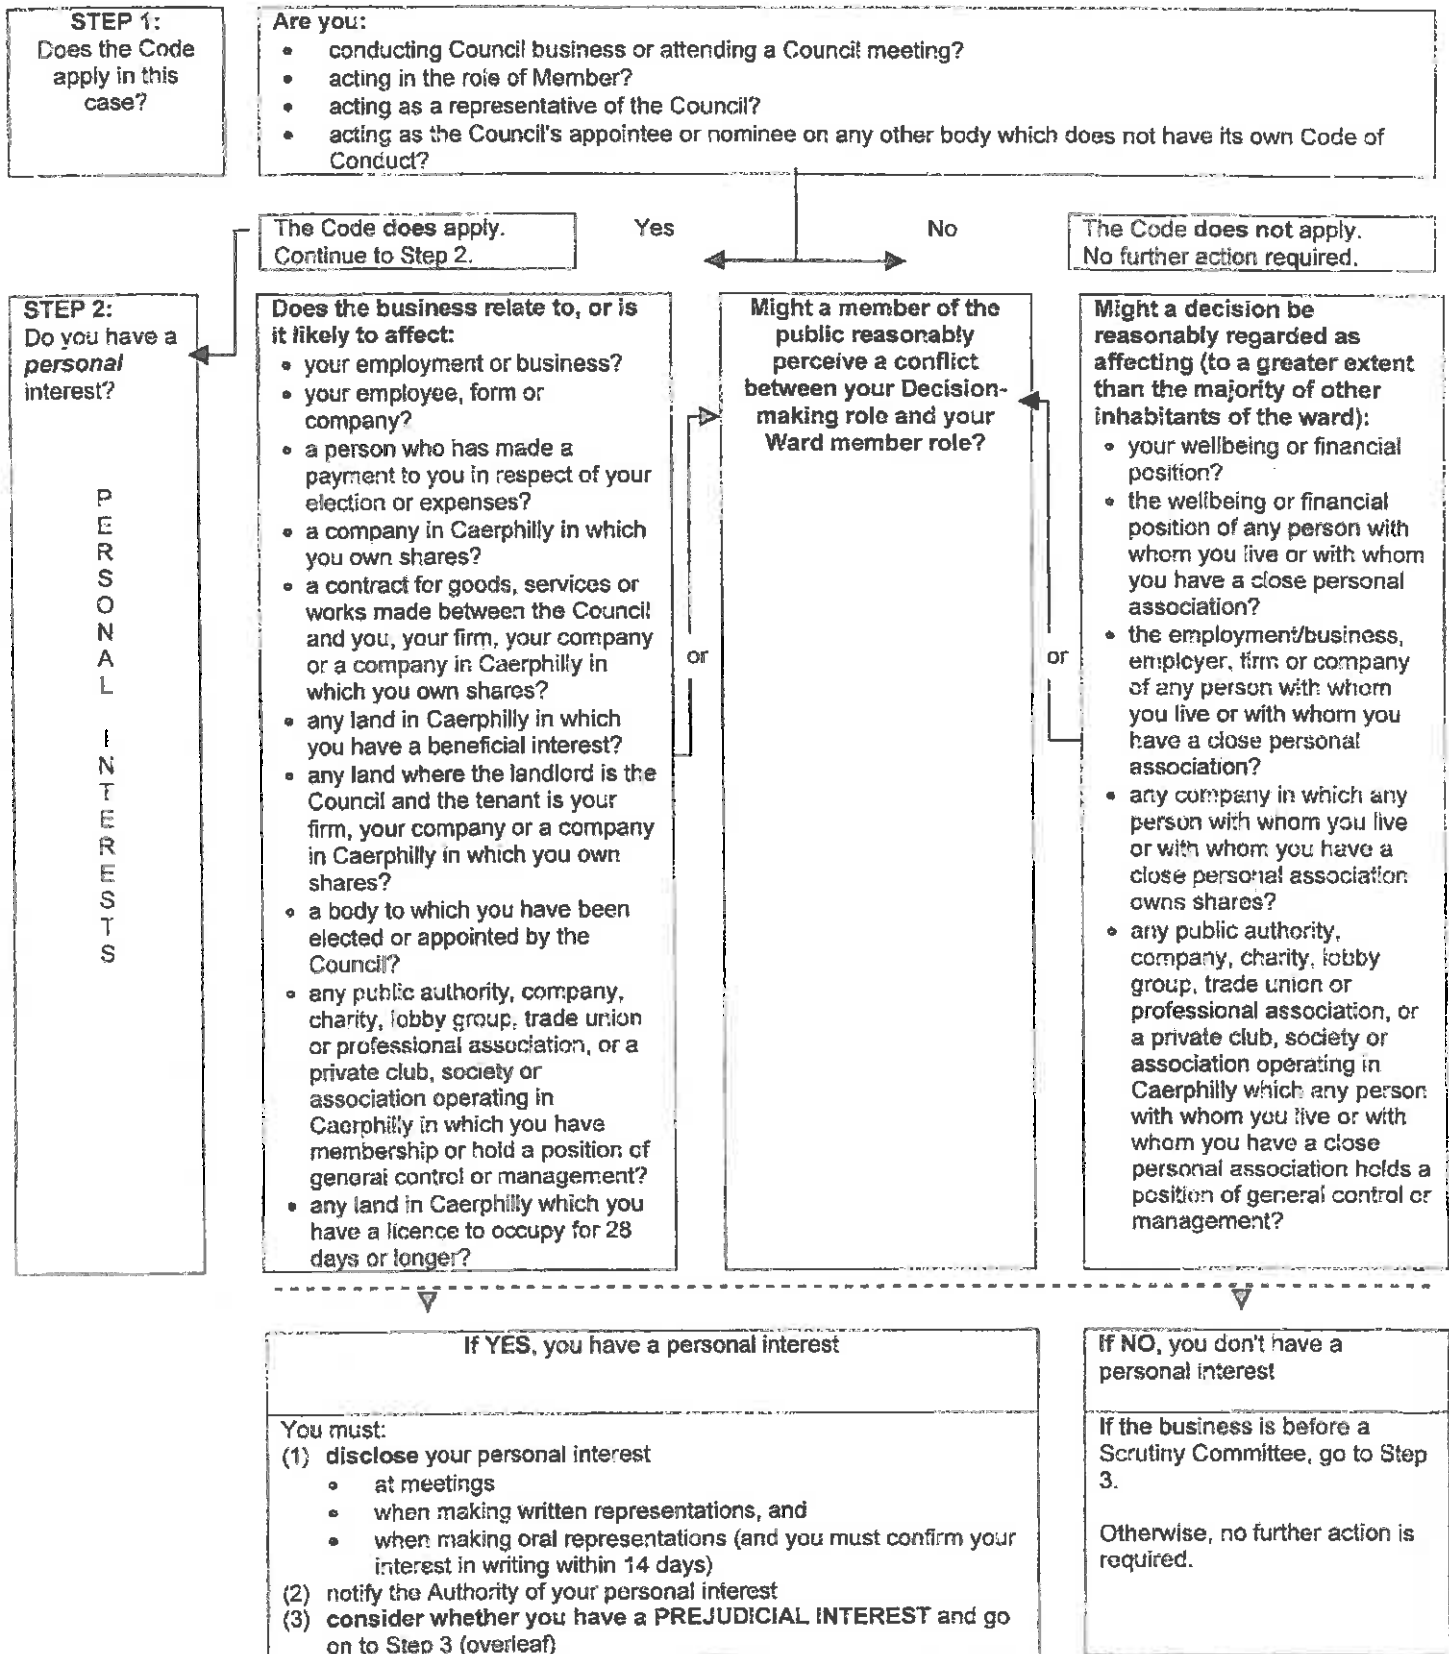 STEP 1:
Does the Code
apply in this
case?
Are you:
• conducting Council business or attending a Council meeting?
• acting in the role of Member?
• acting as a representative of the Council?
• acting as the Council's appointee or nominee on any other body which does not have its own Code of
Conduct?
The Code does apply.
Continue to Step 2.
Yes
No
The Code does not apply.
No further action required.
STEP 2:
Do you have a
personal
interest?
P
E
R
S
O
N
A
L
I
N
T
E
R
E
S
T
S
Does the business relate to, or is
it likely to affect:
• your employment or business?
• your employee, form or
company?
• a person who has made a
payment to you in respect of your
election or expenses?
• a company in Caerphilly in which
you own shares?
• a contract for goods, services or
works made between the Council
and you, your firm, your company
or a company in Caerphilly in
which you own shares?
• any land in Caerphilly in which
you have a beneficial interest?
• any land where the landlord is the
Council and the tenant is your
firm, your company or a company
in Caerphilly in which you own
shares?
• a body to which you have been
elected or appointed by the
Council?
• any public authority, company,
charity, lobby group, trade union
or professional association, or a
private club, society or
association operating in
Caerphilly in which you have
membership or hold a position of
general control or management?
• any land in Caerphilly which you
have a licence to occupy for 28
days or longer?
or
Might a member of the
public reasonably
perceive a conflict
between your Decision-
making role and your
Ward member role?
or
Might a decision be
reasonably regarded as
affecting (to a greater extent
than the majority of other
inhabitants of the ward):
• your wellbeing or financial
position?
• the wellbeing or financial
position of any person with
whom you live or with whom
you have a close personal
association?
• the employment/business,
employer, firm or company
of any person with whom
you live or with whom you
have a close personal
association?
• any company in which any
person with whom you live
or with whom you have a
close personal association
owns shares?
• any public authority,
company, charity, lobby
group, trade union or
professional association, or
a private club, society or
association operating in
Caerphilly which any person
with whom you live or with
whom you have a close
personal association holds a
position of general control or
management?
If YES, you have a personal interest
You must:
(1) disclose your personal interest
• at meetings
• when making written representations, and
• when making oral representations (and you must confirm your
interest in writing within 14 days)
(2) notify the Authority of your personal interest
(3) consider whether you have a PREJUDICIAL INTEREST and go
on to Step 3 (overleaf)
If NO, you don't have a
personal interest
If the business is before a
Scrutiny Committee, go to Step
3.
Otherwise, no further action is
required.